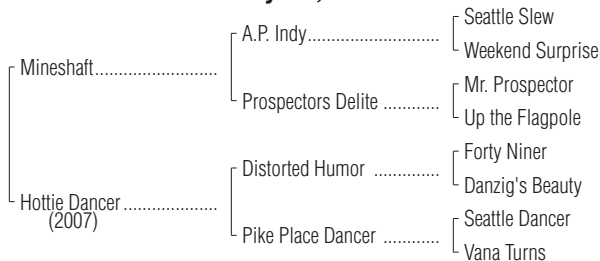 Seattle Slew
A.P. Indy............................
Weekend Surprise
Mineshaft..........................
Mr. Prospector
Prospectors Delite ............
Up the Flagpole
Forty Niner
Distorted Humor ..............
Danzig's Beauty
Hottie Dancer ....................
(2007)
Seattle Dancer
Pike Place Dancer ............
Vana Turns